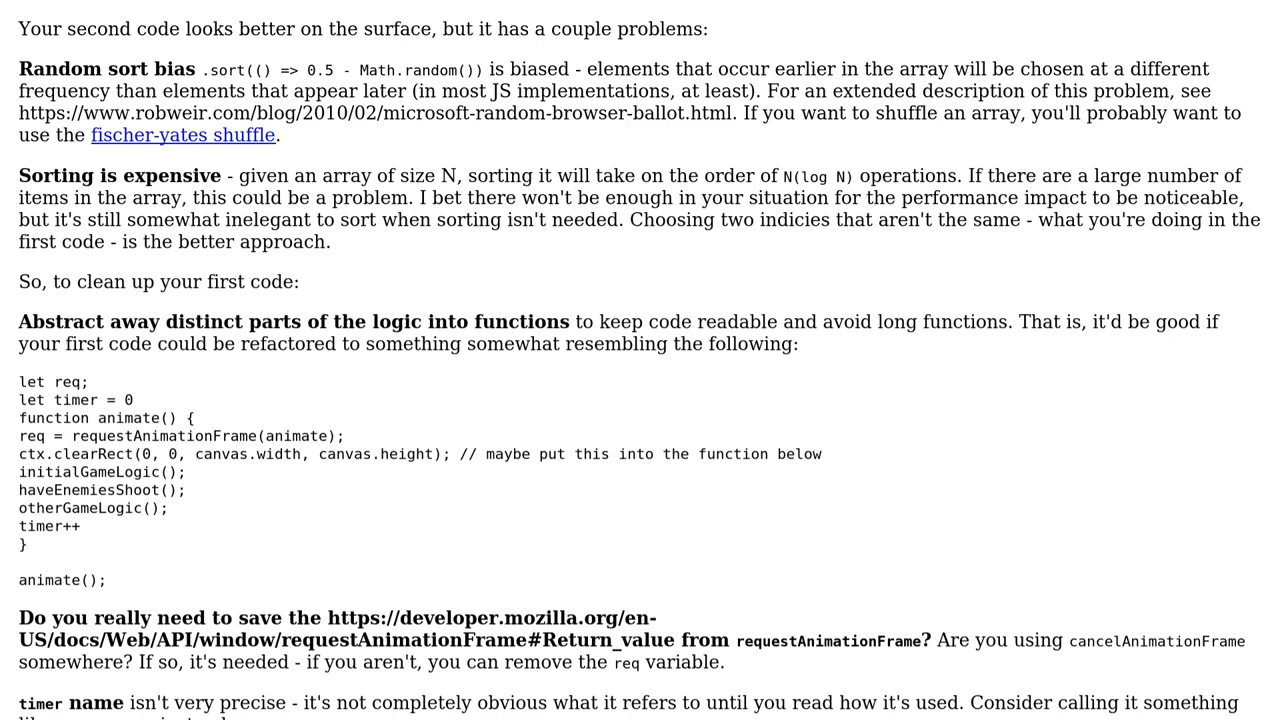 Your second code looks better on the surface, but it has a couple problems:
Random sort bias .sort(() => 0.5 - Math.random()) is biased - elements that occur earlier in the array will be chosen at a different
frequency than elements that appear later (in most JS implementations, at least). For an extended description of this problem, see
https://www.robweir.com/blog/2010/02/microsoft-random-browser-ballot.html. If you want to shuffle an array, you'll probably want to
use the fischer-yates shuffle.
Sorting is expensive - given an array of size N, sorting it will take on the order of N(log N) operations. If there are a large number of
items in the array, this could be a problem. I bet there won't be enough in your situation for the performance impact to be noticeable,
but it's still somewhat inelegant to sort when sorting isn't needed. Choosing two indicies that aren't the same - what you're doing in the
first code - is the better approach.
So, to clean up your first code:
Abstract away distinct parts of the logic into functions to keep code readable and avoid long functions. That is, it'd be good if
your first code could be refactored to something somewhat resembling the following:
let req;
let timer = 0
function animate() {
req = requestAnimationFrame(animate);
ctx.clearRect(0, 0, canvas.width, canvas.height); // maybe put this into the function below
initialGameLogic();
haveEnemiesShoot();
otherGameLogic();
timer++
}
animate();
Do you really need to save the https://developer.mozilla.org/en-
US/docs/Web/API/window/requestAnimationFrame#Return_value from requestAnimationFrame? Are you using cancelAnimationFrame
somewhere? If so, it's needed - if you aren't, you can remove the req variable.
timer name isn't very precise - it's not completely obvious what it refers to until you read how it's used. Consider calling it something